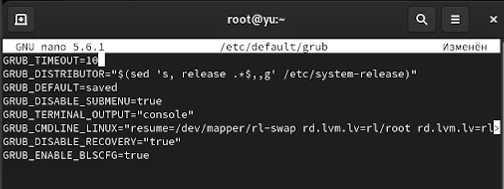 root@yu:~
GNU nano 5.6.1 /etc/default/grub Изменён
GRUB_TIMEOUT=10
GRUB_DISTRIBUTOR="$(sed 's, release .*$,,g' /etc/system-release)"
GRUB_DEFAULT=saved
GRUB_DISABLE_SUBMENU=true
GRUB_TERMINAL_OUTPUT="console"
GRUB_CMDLINE_LINUX="resume=/dev/mapper/rl-swap rd.lvm.lv=rl/root rd.lvm.lv=rl>
GRUB_DISABLE_RECOVERY="true"
GRUB_ENABLE_BLSCFG=true